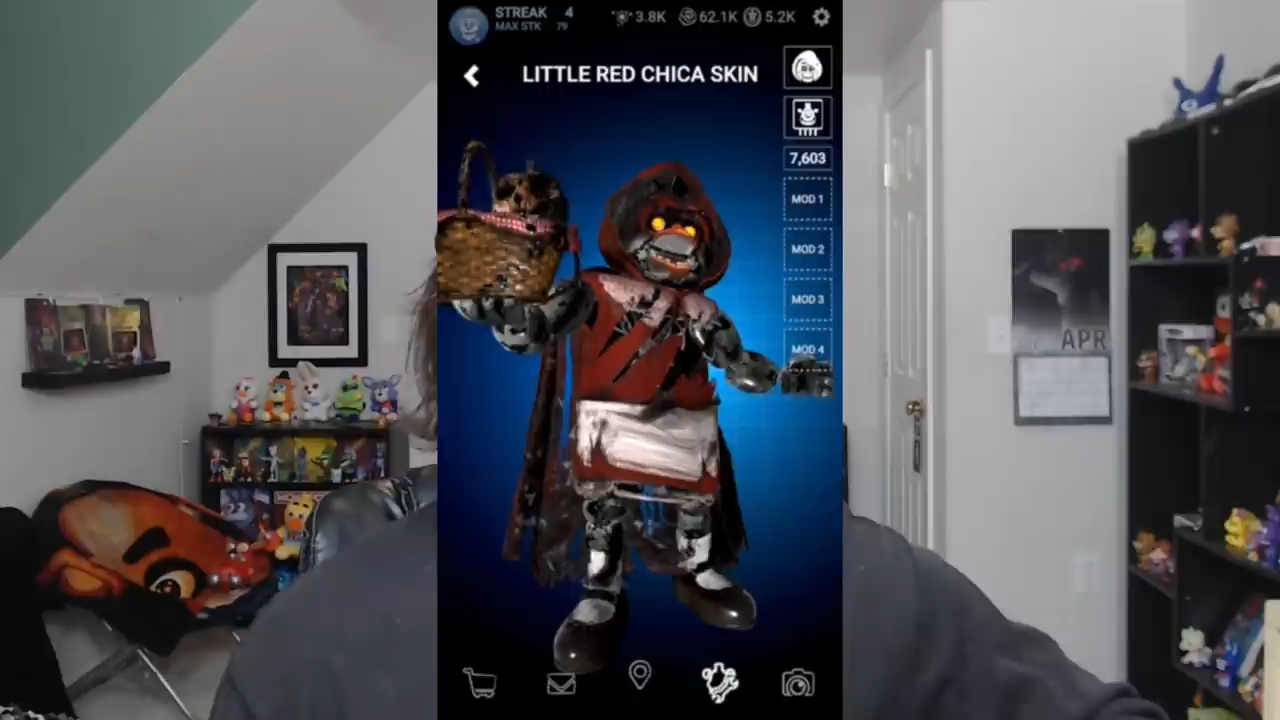 STREAK 4
MAX STK 79
3.8K
62.1K
5.2K
LITTLE RED CHICA SKIN
7,603
MOD 1
MOD 2
MOD 3
MOD 4
APR